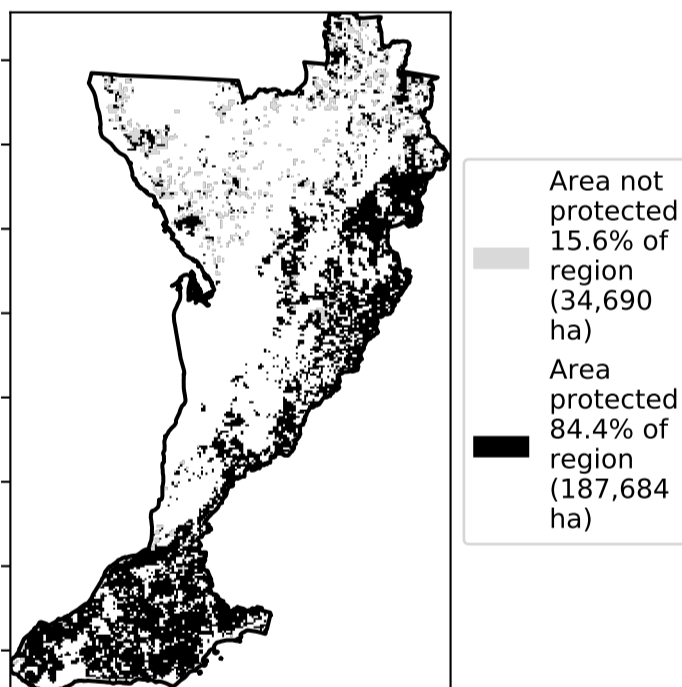 Area not
protected
15.6% of
region
(34,690
ha)
Area
protected
84.4% of
region
(187,684
ha)